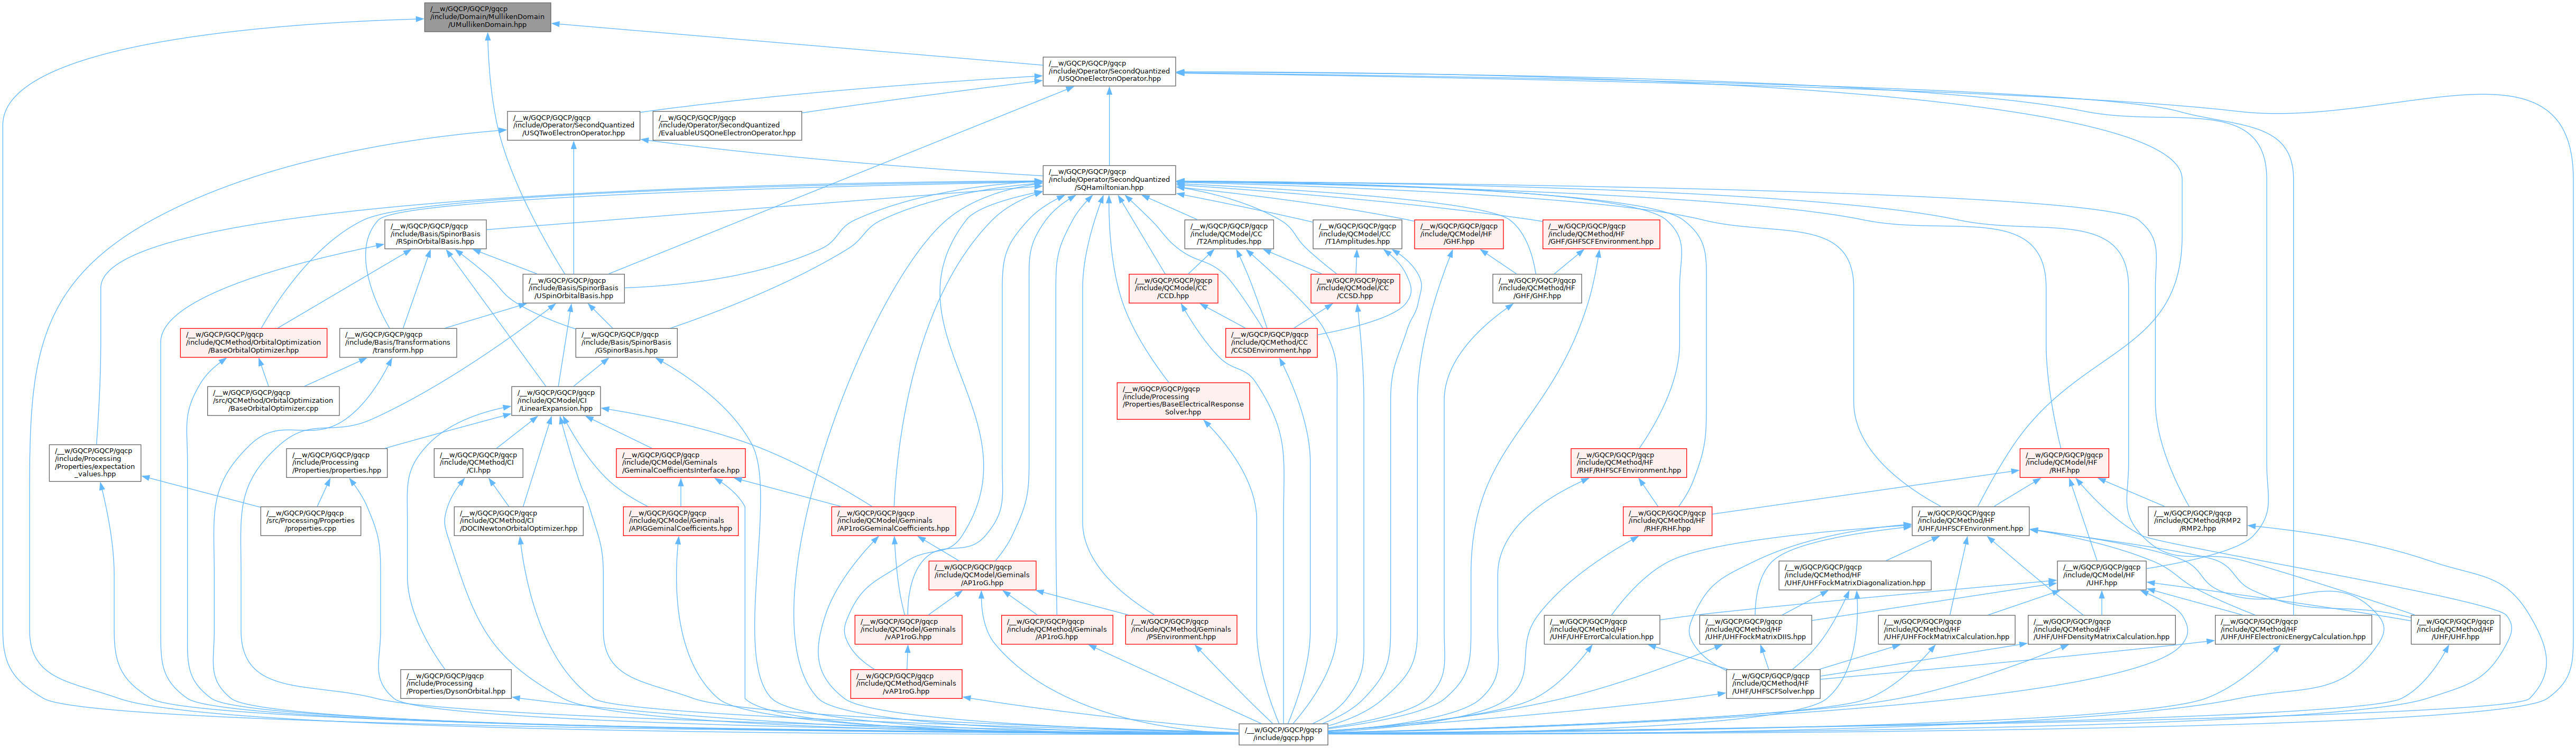 /__w/GQCP/GQCP/gqcp
/include/Domain/MullikenDomain
/UMullikenDomain.hpp
/__w/GQCP/GQCP/gqcp
/include/Operator/SecondQuantized
/USQOneElectronOperator.hpp
/__w/GQCP/GQCP/gqcp
/include/Operator/SecondQuantized
/USQTwoElectronOperator.hpp
/__w/GQCP/GQCP/gqcp
/include/Operator/SecondQuantized
/EvaluableUSQOneElectronOperator.hpp
/__w/GQCP/GQCP/gqcp
/include/Operator/SecondQuantized
/SQHamiltonian.hpp
/__w/GQCP/GQCP/gqcp
/include/Basis/SpinorBasis
/RSpinOrbitalBasis.hpp
/__w/GQCP/GQCP/gqcp
/include/QCModel/CC
/T2Amplitudes.hpp
/__w/GQCP/GQCP/gqcp
/include/QCModel/CC
/T1Amplitudes.hpp
/__w/GQCP/GQCP/gqcp
/include/QCModel/HF
/GHF.hpp
/__w/GQCP/GQCP/gqcp
/include/QCMethod/HF
/GHF/GHFSCFEnvironment.hpp
/__w/GQCP/GQCP/gqcp
/include/Basis/SpinorBasis
/USpinOrbitalBasis.hpp
/__w/GQCP/GQCP/gqcp
/include/QCModel/CC
/CCD.hpp
/__w/GQCP/GQCP/gqcp
/include/QCModel/CC
/CCSD.hpp
/__w/GQCP/GQCP/gqcp
/include/QCMethod/HF
/GHF/GHF.hpp
/__w/GQCP/GQCP/gqcp
/include/QCMethod/OrbitalOptimization
/BaseOrbitalOptimizer.hpp
/__w/GQCP/GQCP/gqcp
/include/Basis/Transformations
/transform.hpp
/__w/GQCP/GQCP/gqcp
/include/Basis/SpinorBasis
/GSpinorBasis.hpp
/__w/GQCP/GQCP/gqcp
/include/QCMethod/CC
/CCSDEnvironment.hpp
/__w/GQCP/GQCP/gqcp
/src/QCMethod/OrbitalOptimization
/BaseOrbitalOptimizer.cpp
/__w/GQCP/GQCP/gqcp
/include/QCModel/CI
/LinearExpansion.hpp
/__w/GQCP/GQCP/gqcp
/include/Processing
/Properties/BaseElectricalResponse
Solver.hpp
/__w/GQCP/GQCP/gqcp
/include/Processing
/Properties/expectation
_values.hpp
/__w/GQCP/GQCP/gqcp
/include/Processing
/Properties/properties.hpp
/__w/GQCP/GQCP/gqcp
/include/QCMethod/CI
/CI.hpp
/__w/GQCP/GQCP/gqcp
/include/QCModel/Geminals
/GeminalCoefficientsInterface.hpp
/__w/GQCP/GQCP/gqcp
/include/QCMethod/HF
/RHF/RHFSCFEnvironment.hpp
/__w/GQCP/GQCP/gqcp
/include/QCModel/HF
/RHF.hpp
/__w/GQCP/GQCP/gqcp
/src/Processing/Properties
/properties.cpp
/__w/GQCP/GQCP/gqcp
/include/QCMethod/CI
/DOCINewtonOrbitalOptimizer.hpp
/__w/GQCP/GQCP/gqcp
/include/QCModel/Geminals
/APIGGeminalCoefficients.hpp
/__w/GQCP/GQCP/gqcp
/include/QCModel/Geminals
/AP1roGGeminalCoefficients.hpp
/__w/GQCP/GQCP/gqcp
/include/QCMethod/HF
/RHF/RHF.hpp
/__w/GQCP/GQCP/gqcp
/include/QCMethod/HF
/UHF/UHFSCFEnvironment.hpp
/__w/GQCP/GQCP/gqcp
/include/QCMethod/RMP2
/RMP2.hpp
/__w/GQCP/GQCP/gqcp
/include/QCModel/Geminals
/AP1roG.hpp
/__w/GQCP/GQCP/gqcp
/include/QCMethod/HF
/UHF/UHFFockMatrixDiagonalization.hpp
/__w/GQCP/GQCP/gqcp
/include/QCModel/HF
/UHF.hpp
/__w/GQCP/GQCP/gqcp
/include/QCModel/Geminals
/vAP1roG.hpp
/__w/GQCP/GQCP/gqcp
/include/QCMethod/Geminals
/AP1roG.hpp
/__w/GQCP/GQCP/gqcp
/include/QCMethod/Geminals
/PSEnvironment.hpp
/__w/GQCP/GQCP/gqcp
/include/QCMethod/HF
/UHF/UHFErrorCalculation.hpp
/__w/GQCP/GQCP/gqcp
/include/QCMethod/HF
/UHF/UHFFockMatrixDIIS.hpp
/__w/GQCP/GQCP/gqcp
/include/QCMethod/HF
/UHF/UHFFockMatrixCalculation.hpp
/__w/GQCP/GQCP/gqcp
/include/QCMethod/HF
/UHF/UHFDensityMatrixCalculation.hpp
/__w/GQCP/GQCP/gqcp
/include/QCMethod/HF
/UHF/UHFElectronicEnergyCalculation.hpp
/__w/GQCP/GQCP/gqcp
/include/QCMethod/HF
/UHF/UHF.hpp
/__w/GQCP/GQCP/gqcp
/include/Processing
/Properties/DysonOrbital.hpp
/__w/GQCP/GQCP/gqcp
/include/QCMethod/Geminals
/vAP1roG.hpp
/__w/GQCP/GQCP/gqcp
/include/QCMethod/HF
/UHF/UHFSCFSolver.hpp
/__w/GQCP/GQCP/gqcp
/include/gqcp.hpp